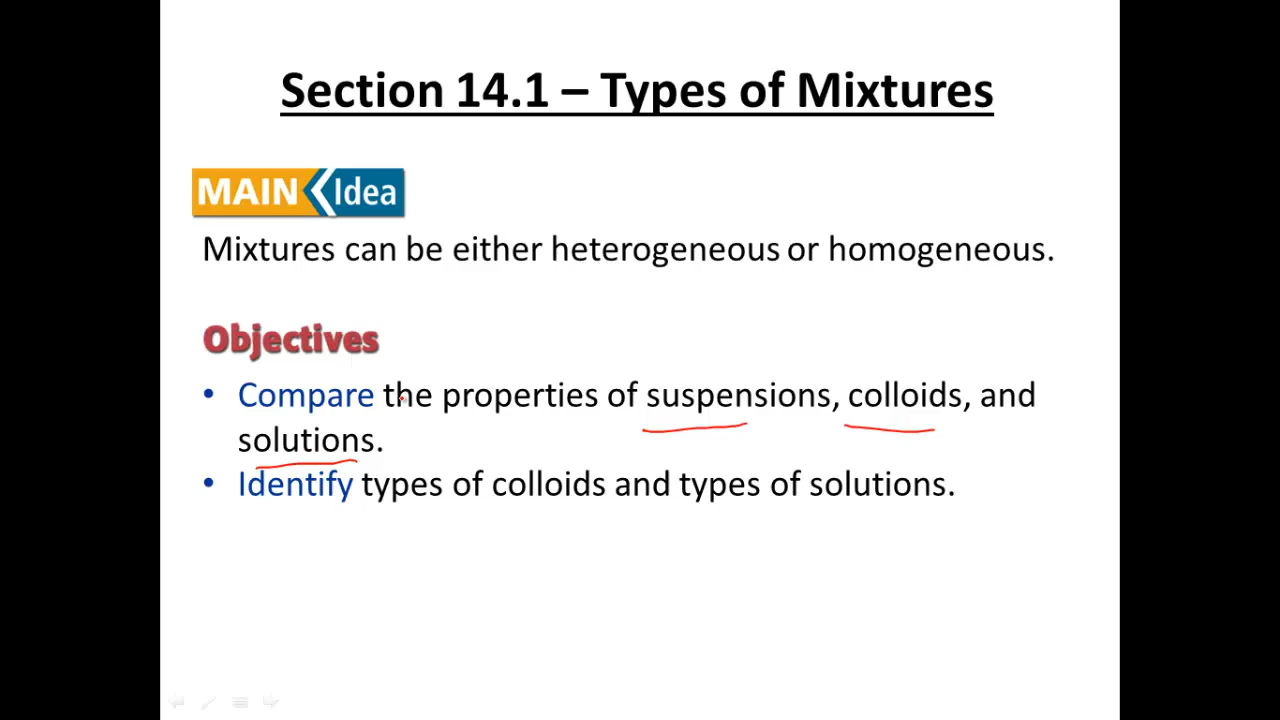 Section 14.1 – Types of Mixtures
MAIN Idea
Mixtures can be either heterogeneous or homogeneous.
Objectives
• Compare the properties of suspensions, colloids, and
solutions.
• Identify types of colloids and types of solutions.